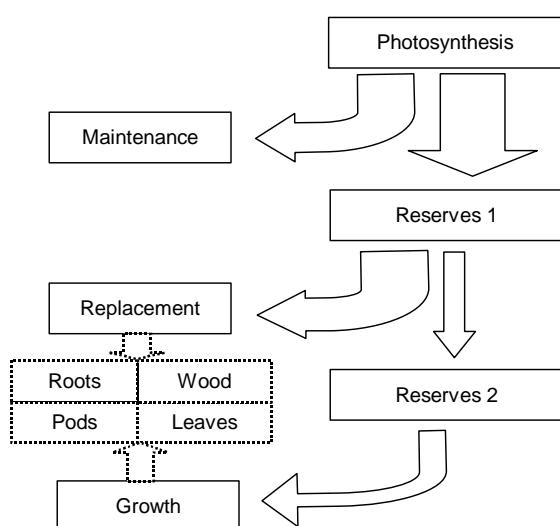 Photosynthesis
Maintenance
Reserves 1
Replacement
Roots Wood
Reserves 2
Pods Leaves
Growth